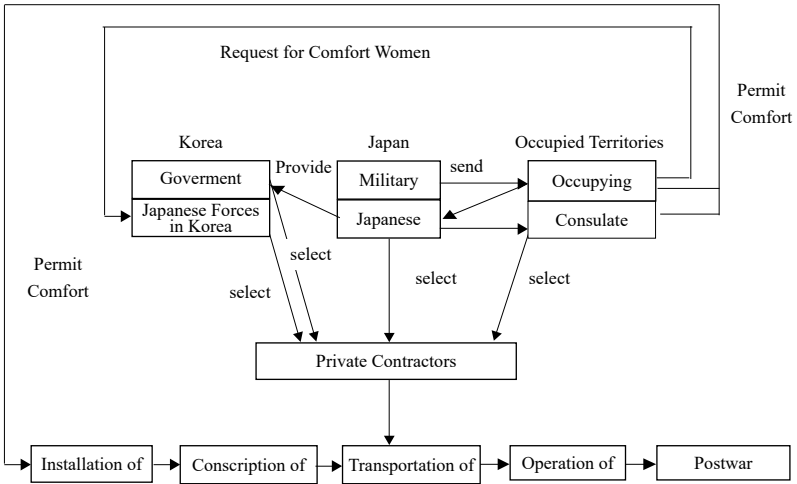 Request for Comfort Women
Permit
Comfort
Korea
Japan
Occupied Territories
Goverment
Provide
Military
send
Occupying
Japanese Forces
in Korea
Japanese
Consulate
select
Permit
Comfort
select
select
select
Private Contractors
Installation of
Conscription of
Transportation of
Operation of
Postwar